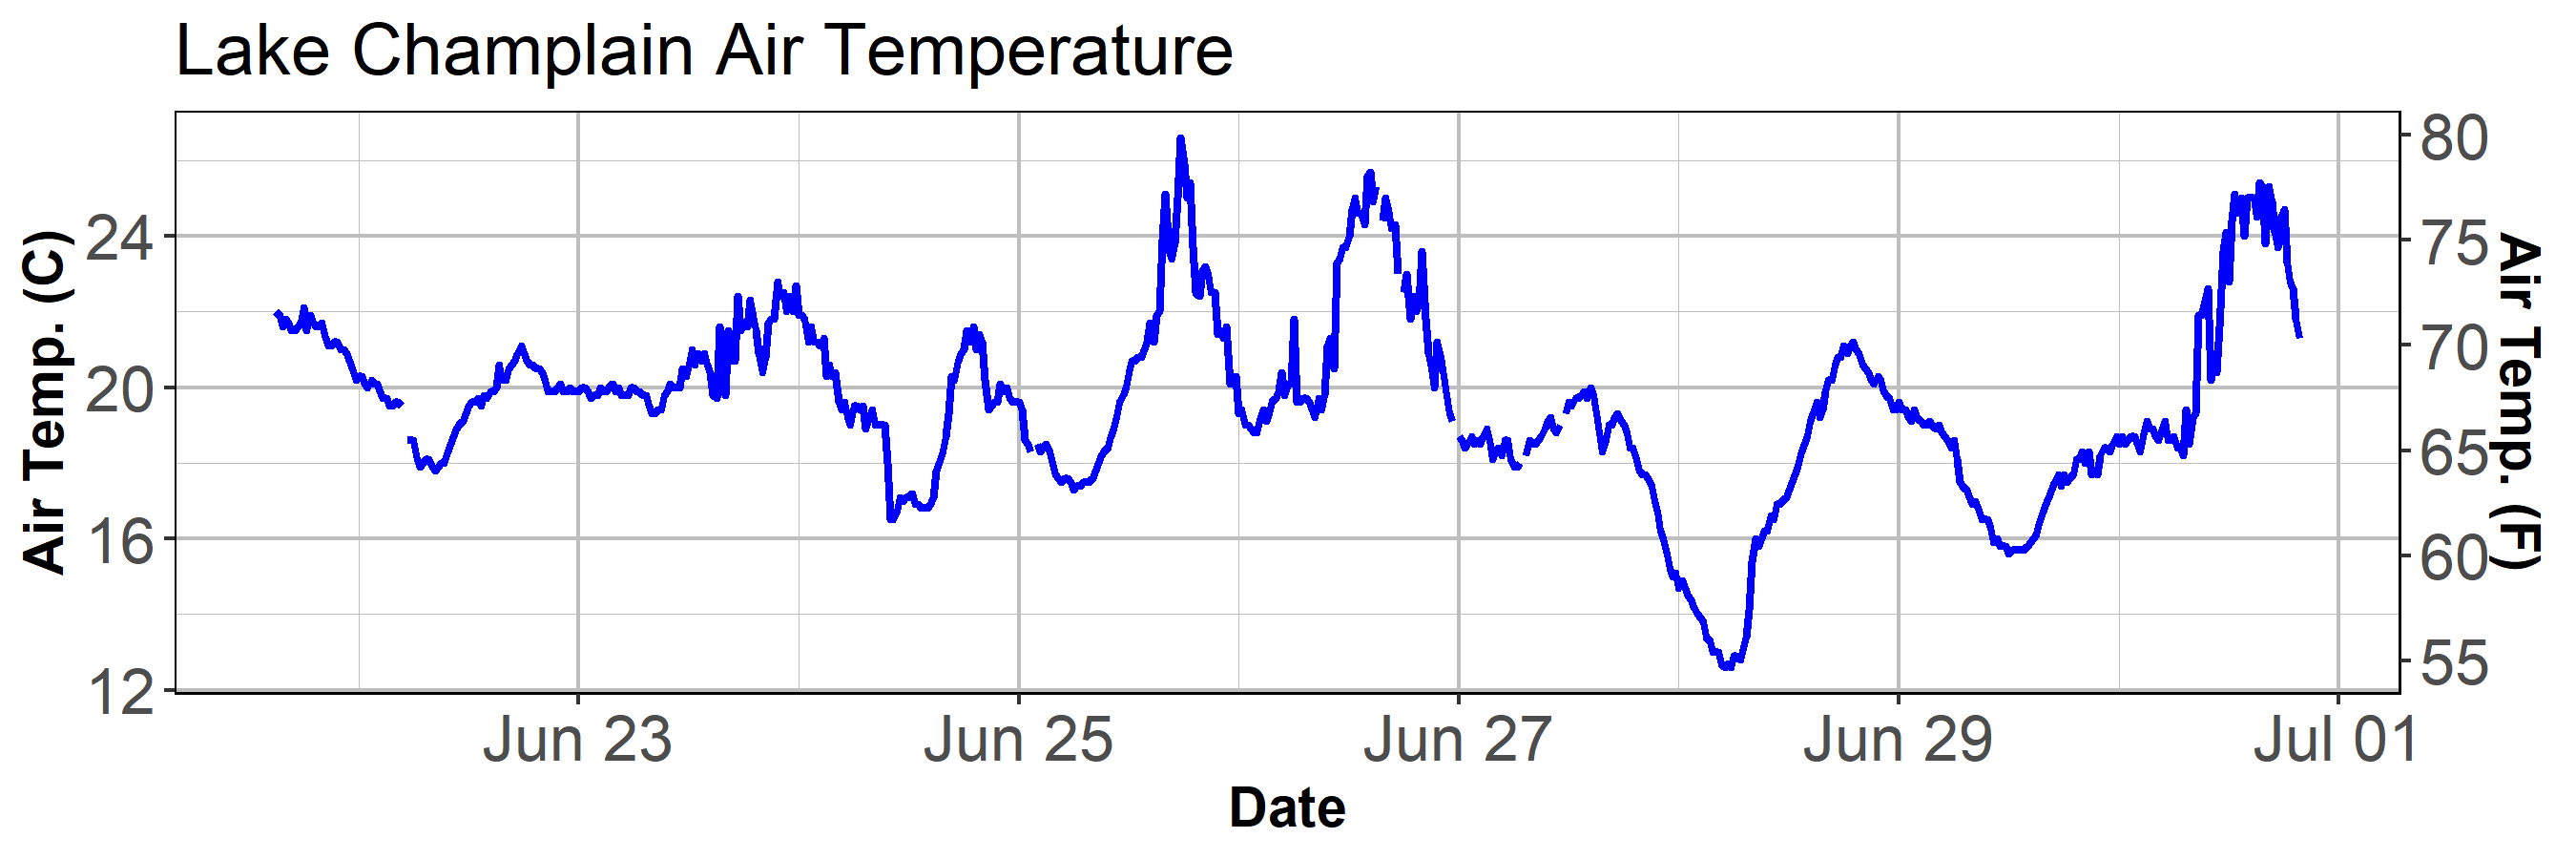 Lake Champlain Air Temperature
Air Temp. (C)
24
20
16
12
80
75
70
65
60
55
Air Temp. (F)
Jun 23
Jun 25
Jun 27
Jun 29
Jul 01
Date